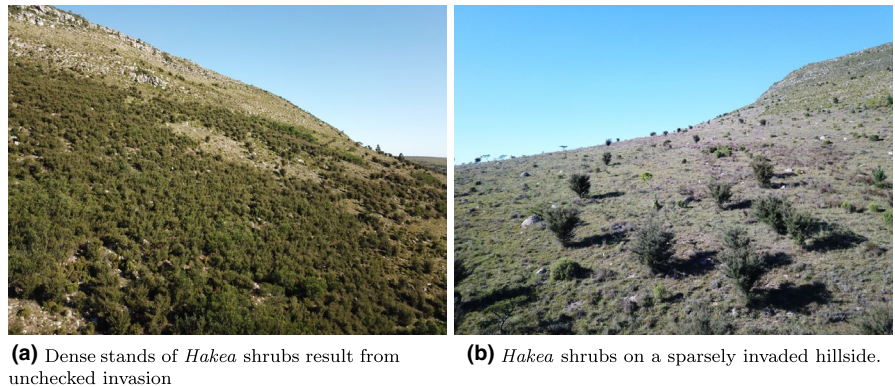 (a) Dense stands of Hakea shrubs result from
unchecked invasion
(b) Hakea shrubs on a sparsely invaded hillside.